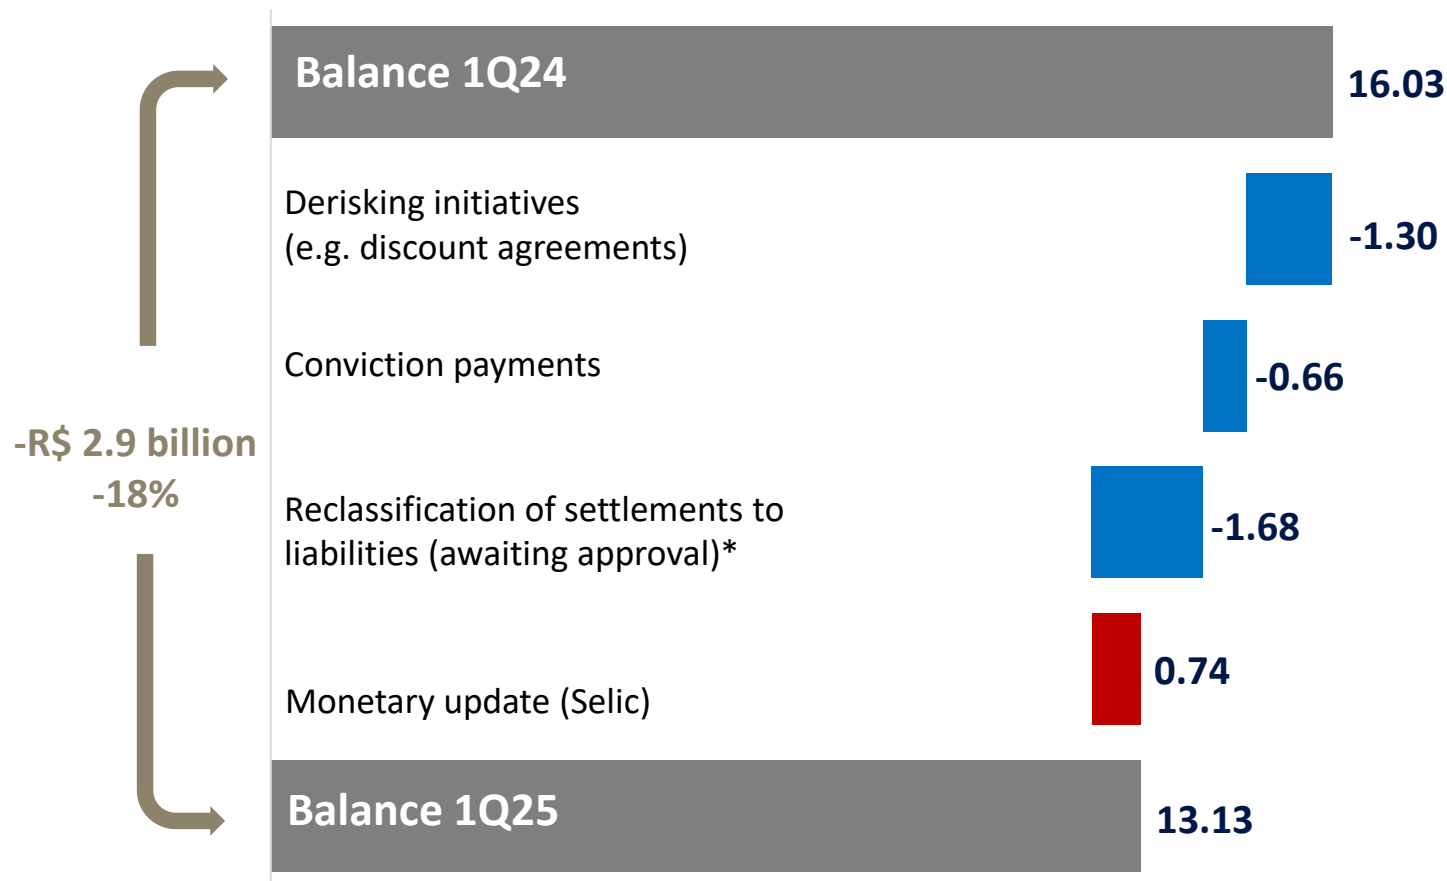 Balance 1Q24
16.03
Derisking initiatives
(e.g. discount agreements)
-1.30
Conviction payments
-0.66
-R$ 2.9 billion
-18%
Reclassification of settlements to
liabilities (awaiting approval)*
-1.68
Monetary update (Selic)
0.74
Balance 1Q25
13.13